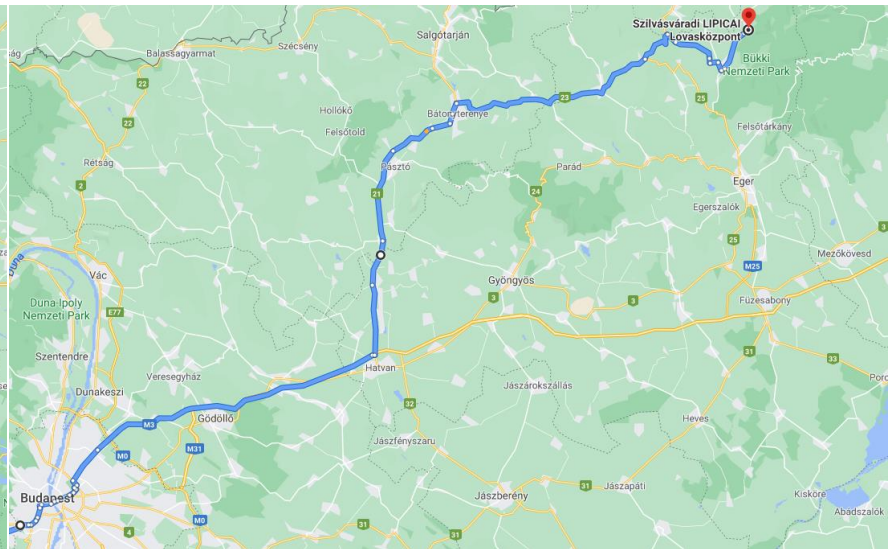 Balassagyarmat
Szécsény
Salgótarján
Szilvásváradi LIPICAI
Lovasközpont
Bükki
Nemzeti Park
22
22
Hollókő
Felsőtold
Bátonyterenye
23
25
Felsőtárkány
Rétság
2
Pásztó
Parád
21
24
Eger
Egerszalók
25
Duna
Vác
3
Mezőkövesd
M25
Duna-Ipoly
Nemzeti Park
E77
Gyöngyös
3
3
Füzesabony
Szentendre
31
33
Veresegyház
Hatvan
Dunakeszi
Jászárokszállás
32
Heves
M3
Gödöllő
M31
M0
Jászfényszaru
31
Jászapáti
Budapest
Jászberény
Kisköre
M0
4
31
31
Abádszalók